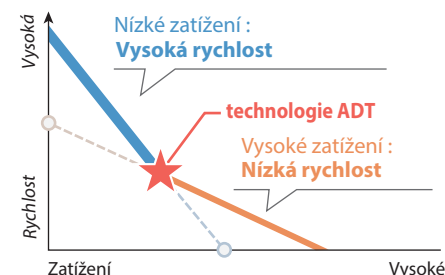 Vysoká
Nízké zatížení :
Vysoká rychlost
technologie ADT
Vysoké zatížení :
Nízká rychlost
Rychlost
Zatížení
Vysoké